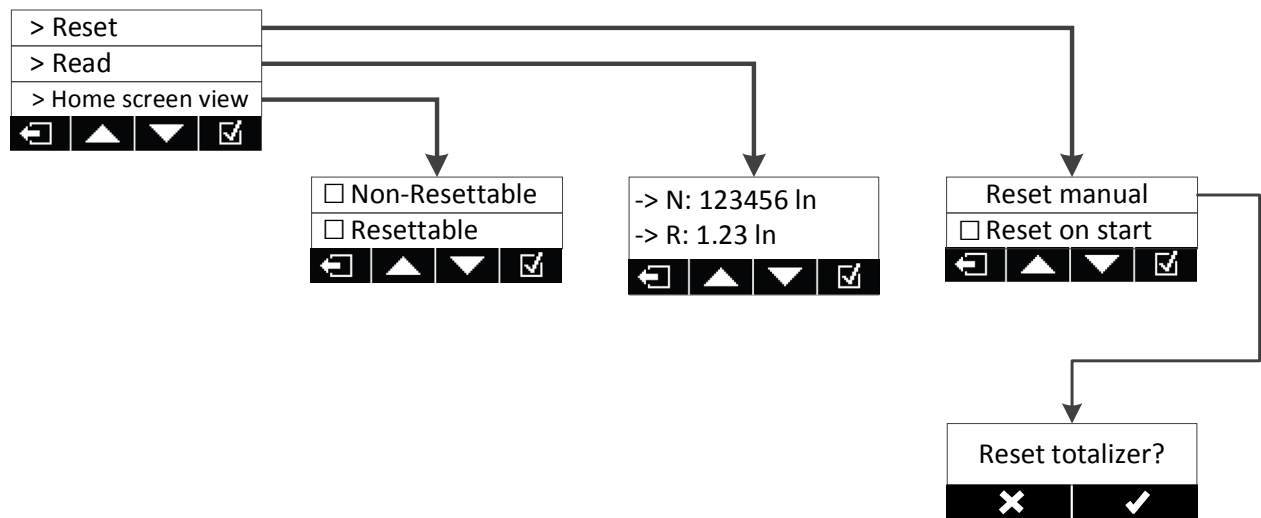 > Reset
> Read
> Home screen view
☐ Non-Resettable
☐ Resettable
-> N: 123456 ln
-> R: 1.23 ln
Reset manual
☐ Reset on start
Reset totalizer?